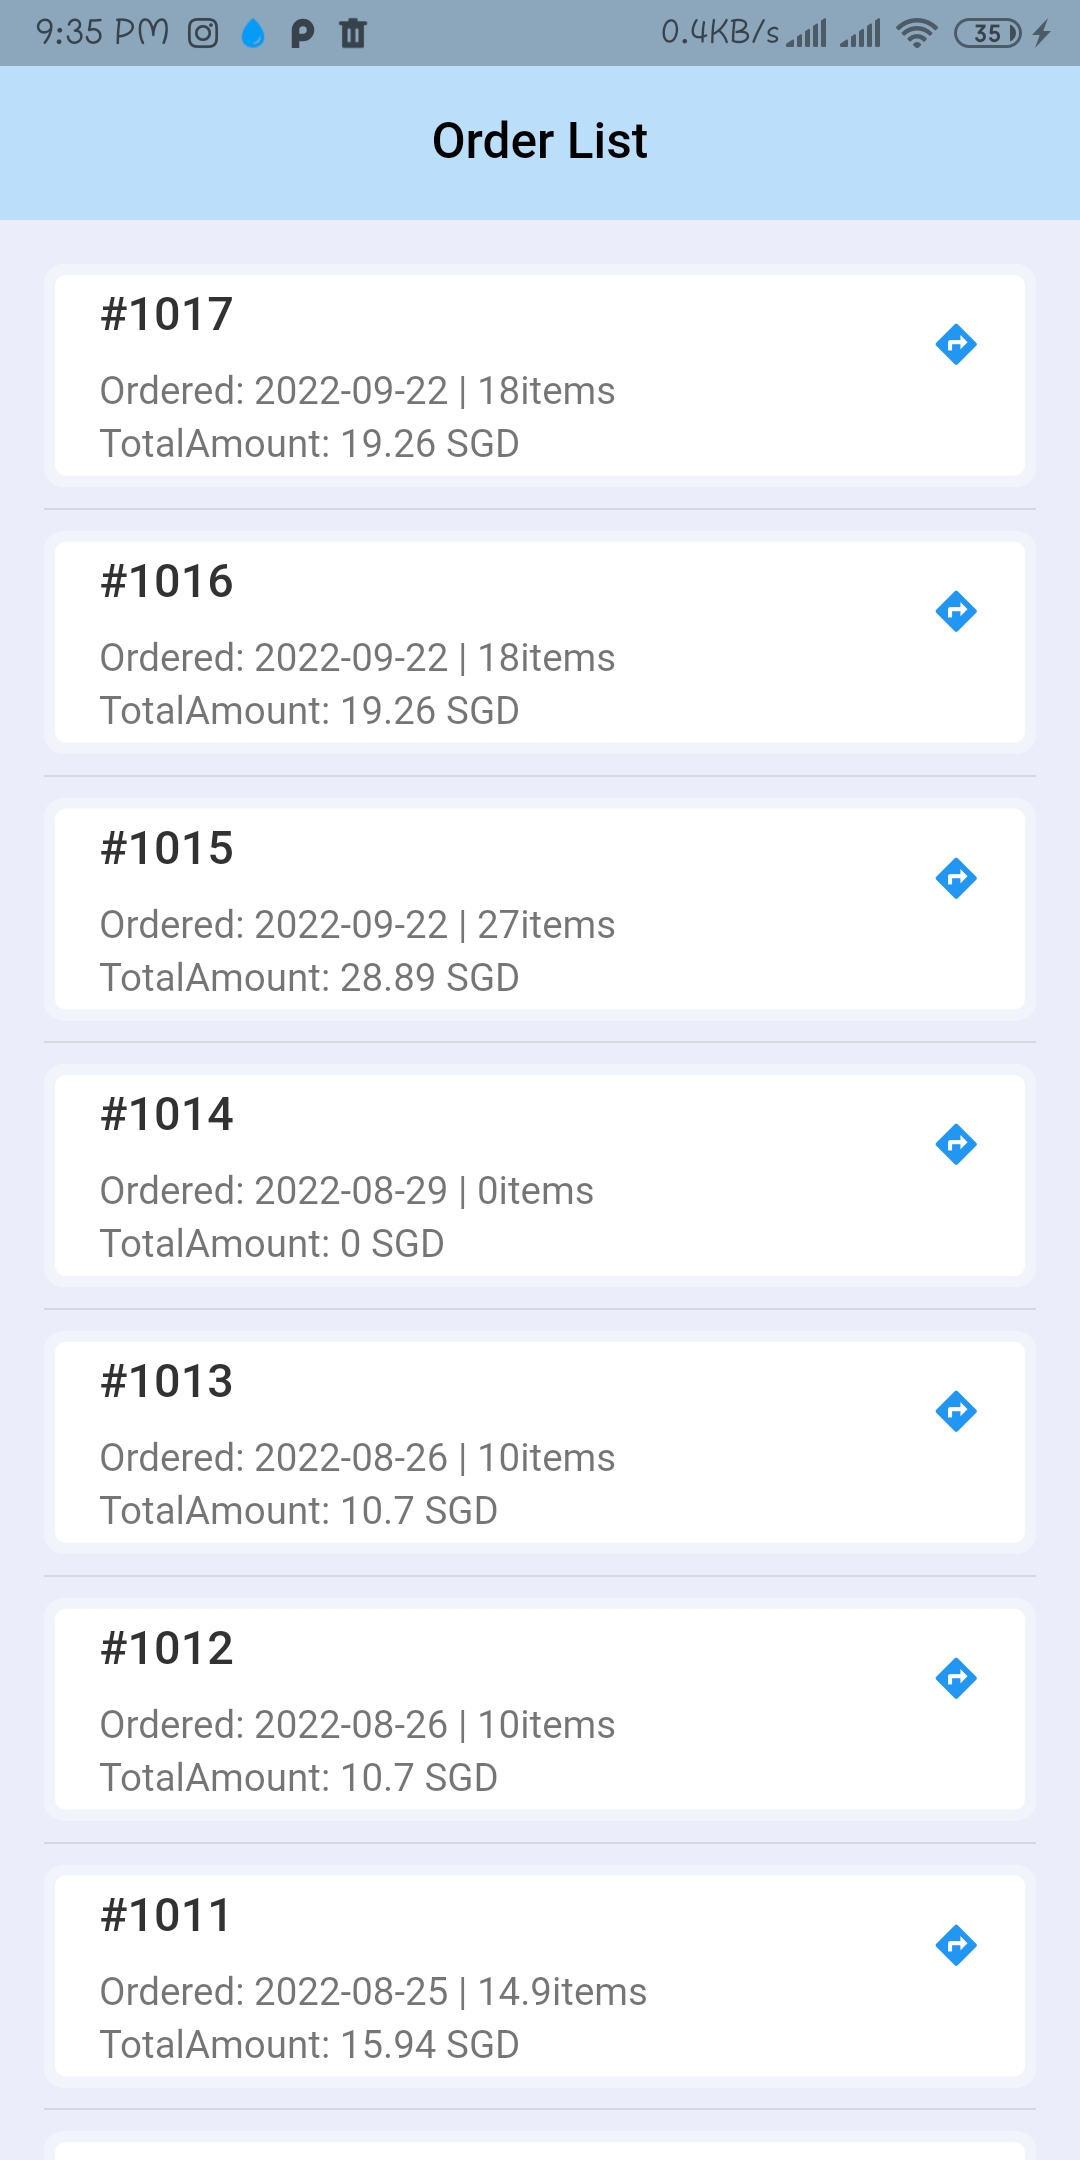 9:35 PM 0.4KB/s 35
Order List
#1017
Ordered: 2022-09-22 | 18items
TotalAmount: 19.26 SGD
#1016
Ordered: 2022-09-22 | 18items
TotalAmount: 19.26 SGD
#1015
Ordered: 2022-09-22 | 27items
TotalAmount: 28.89 SGD
#1014
Ordered: 2022-08-29 | 0items
TotalAmount: 0 SGD
#1013
Ordered: 2022-08-26 | 10items
TotalAmount: 10.7 SGD
#1012
Ordered: 2022-08-26 | 10items
TotalAmount: 10.7 SGD
#1011
Ordered: 2022-08-25 | 14.9items
TotalAmount: 15.94 SGD